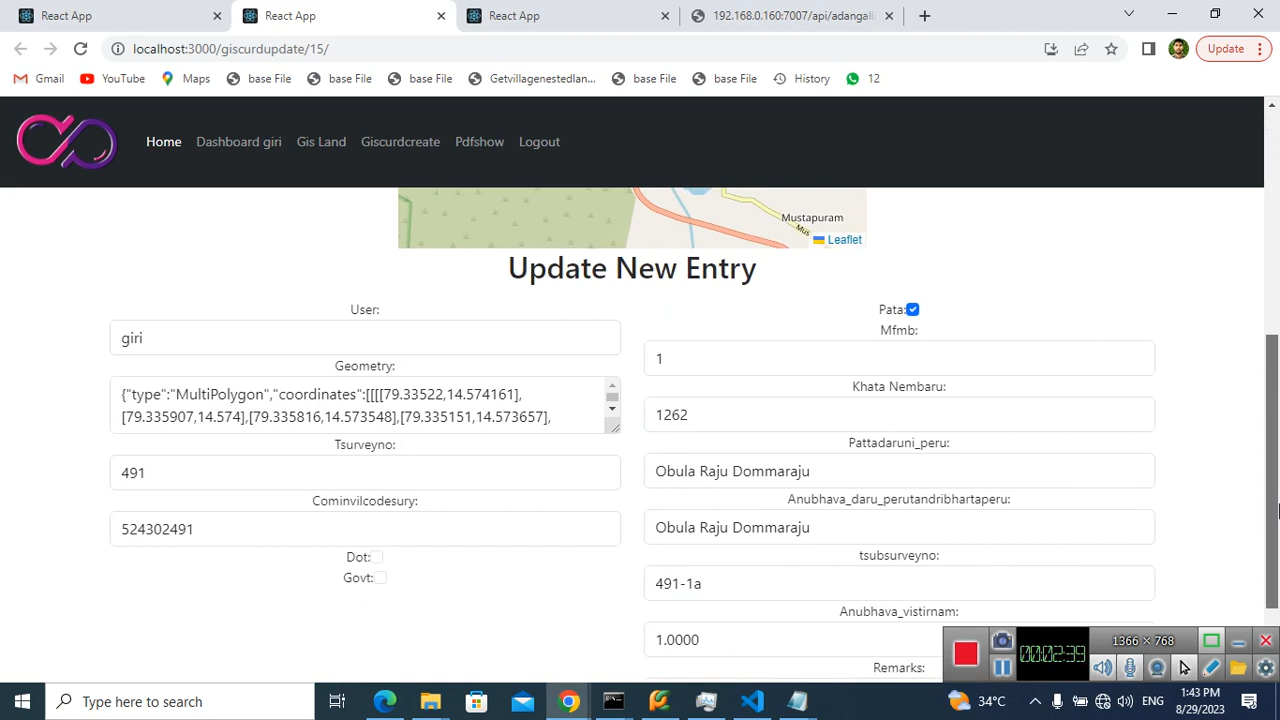 React App
React App
React App
192.168.0.160:7007/api/adangalli
localhost:3000/giscurdupdate/15/
Update
Gmail
YouTube
Maps
base File
base File
base File
Getvillagenestedlan...
base File
base File
History
12
Home
Dashboard giri
Gis Land
Giscurdcreate
Pdfshow
Logout
Mustapuram
Mus
Leaflet
Update New Entry
User:
giri
Geometry:
{"type":"MultiPolygon","coordinates":[[[[79.33522,14.574161],
[79.335907,14.574],[79.335816,14.573548],[79.335151,14.573657],
Tsurveyno:
491
Cominvilcodesury:
524302491
Dot:
Govt:
Pata:
Mfmb:
1
Khata Nembaru:
1262
Pattadaruni_peru:
Obula Raju Dommaraju
Anubhava_daru_perutandribhartaperu:
Obula Raju Dommaraju
tsubsurveyno:
491-1a
Anubhava_vistirnam:
1.0000
Remarks:
1366 × 768
00:02:39
Type here to search
34°C
ENG
1:43 PM
8/29/2023